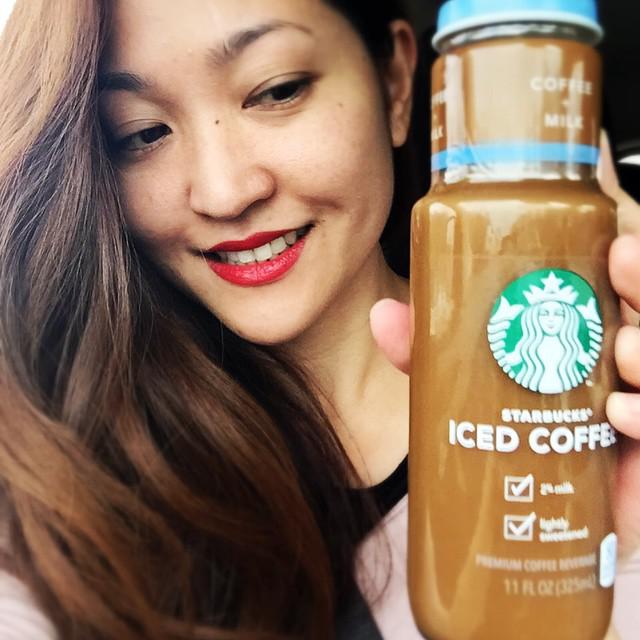 COFFEE
+
MILK
STARBUCKS®
ICED COFFEE
2% milk
lightly
sweetened
PREMIUM COFFEE BEVERAGE
11 FL OZ (325mL)